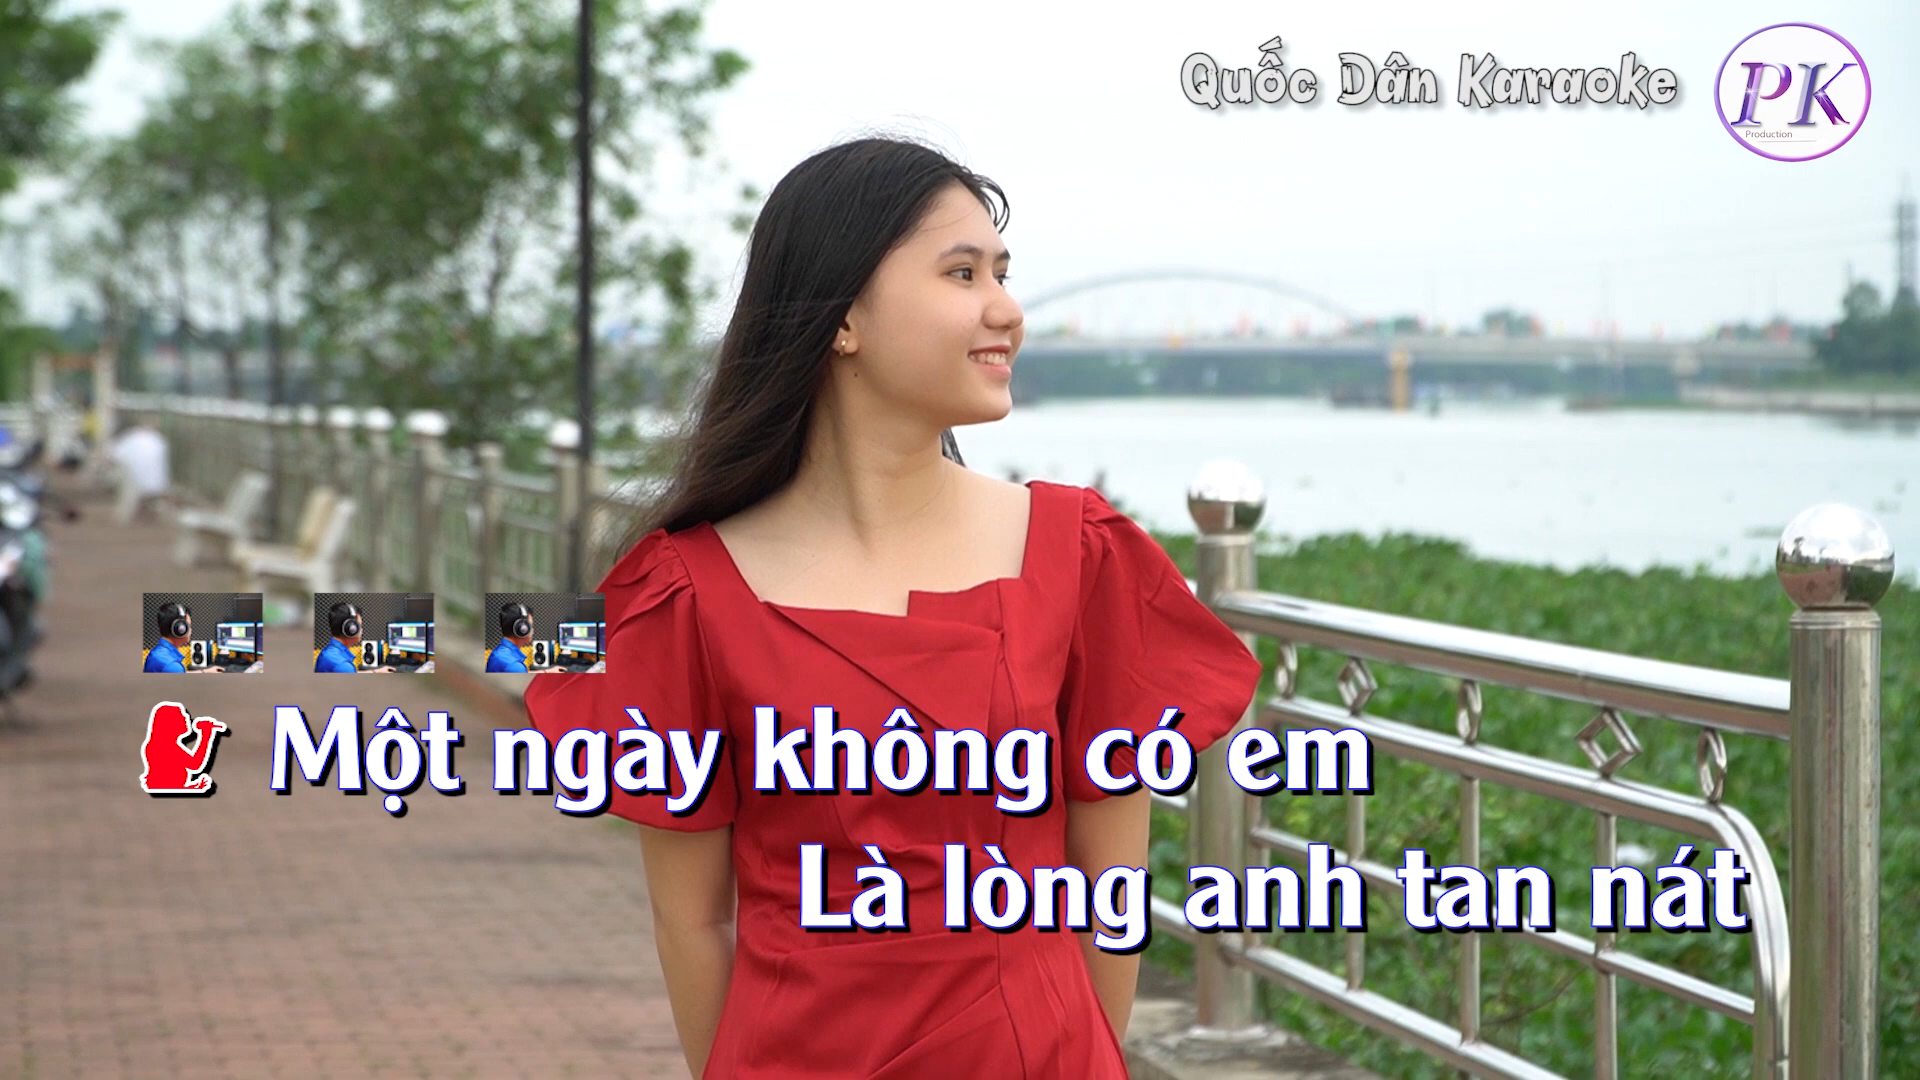 Quốc Dân Karaoke
PK
Production
Một ngày không có em
Là lòng anh tan nát